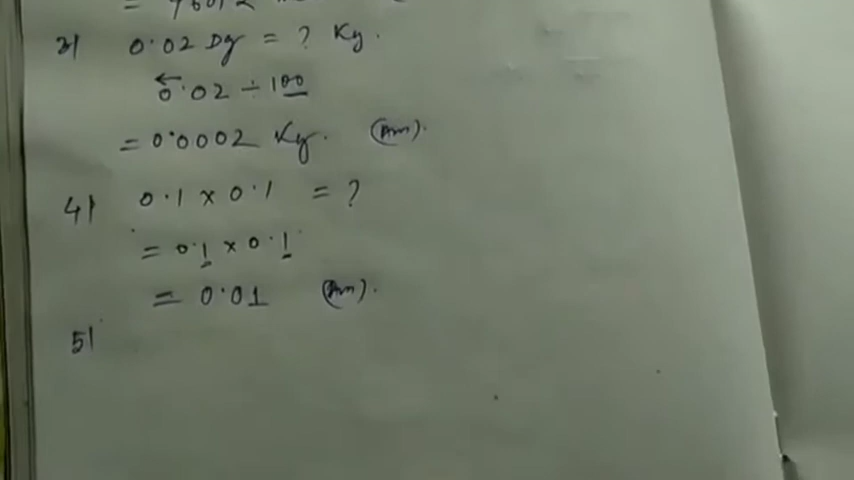 3) 0.02 Dg = ? Kg.
0.02 ÷ 100
= 0.0002 Kg. (Ans).
4) 0.1 x 0.1 = ?
= 0.1 x 0.1
= 0.01 (Ans).
5)